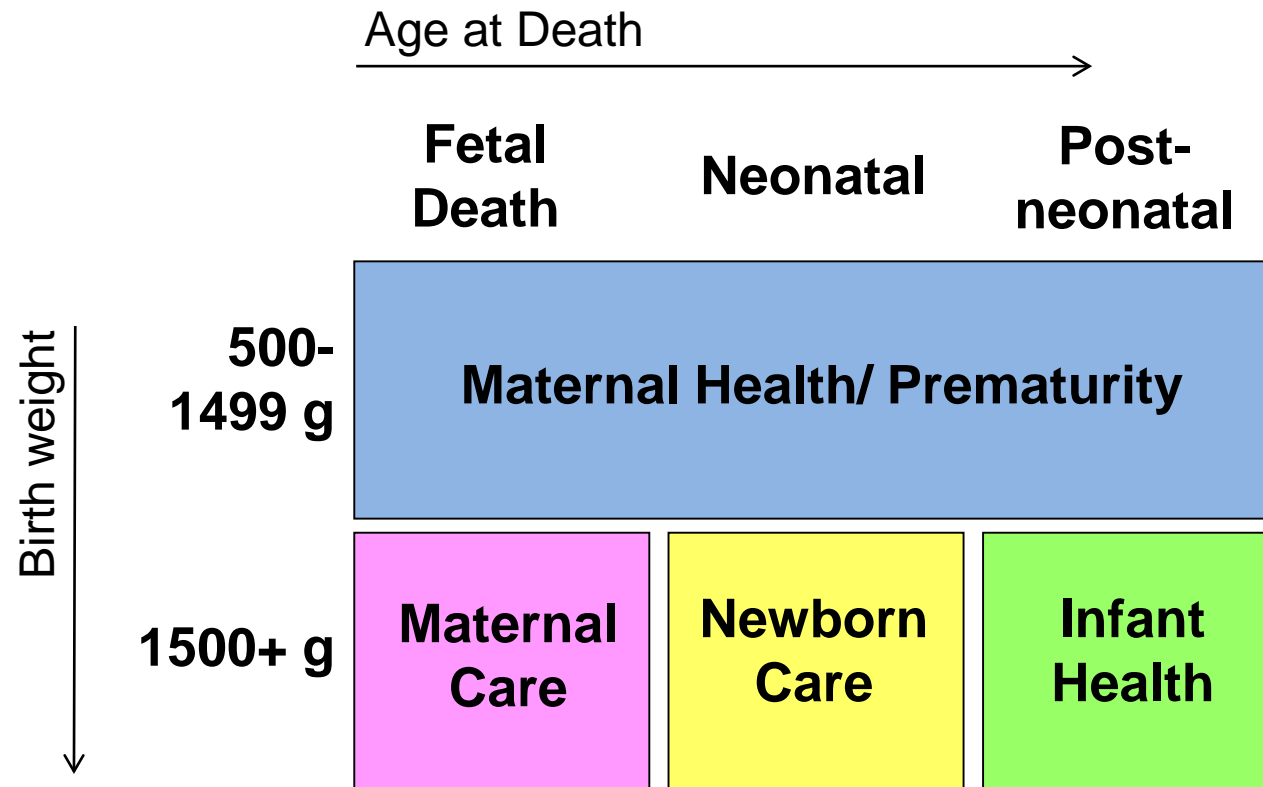 Age at Death
Fetal
Death
Neonatal
Post-
neonatal
Birth weight
500-
1499 g
Maternal Health/ Prematurity
1500+ g
Maternal
Care
Newborn
Care
Infant
Health